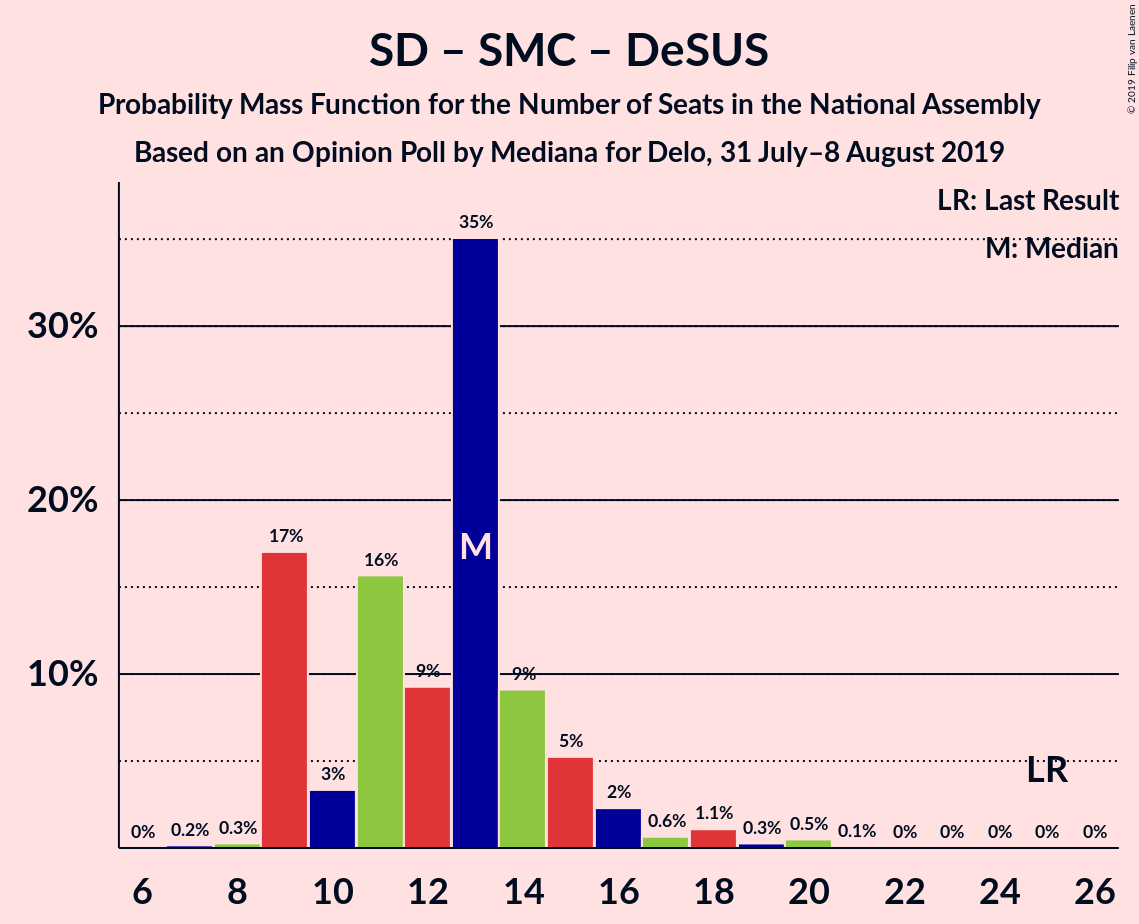 SD – SMC – DeSUS
Probability Mass Function for the Number of Seats in the National Assembly
Based on an Opinion Poll by Mediana for Delo, 31 July–8 August 2019
© 2019 Filip van Laenen
LR: Last Result
M: Median
30%
20%
10%
0%
0.2%
0.3%
17%
3%
16%
9%
35%
9%
5%
2%
0.6%
1.1%
0.3%
0.5%
0.1%
0%
0%
0%
0%
0%
M
LR
6 8 10 12 14 16 18 20 22 24 26